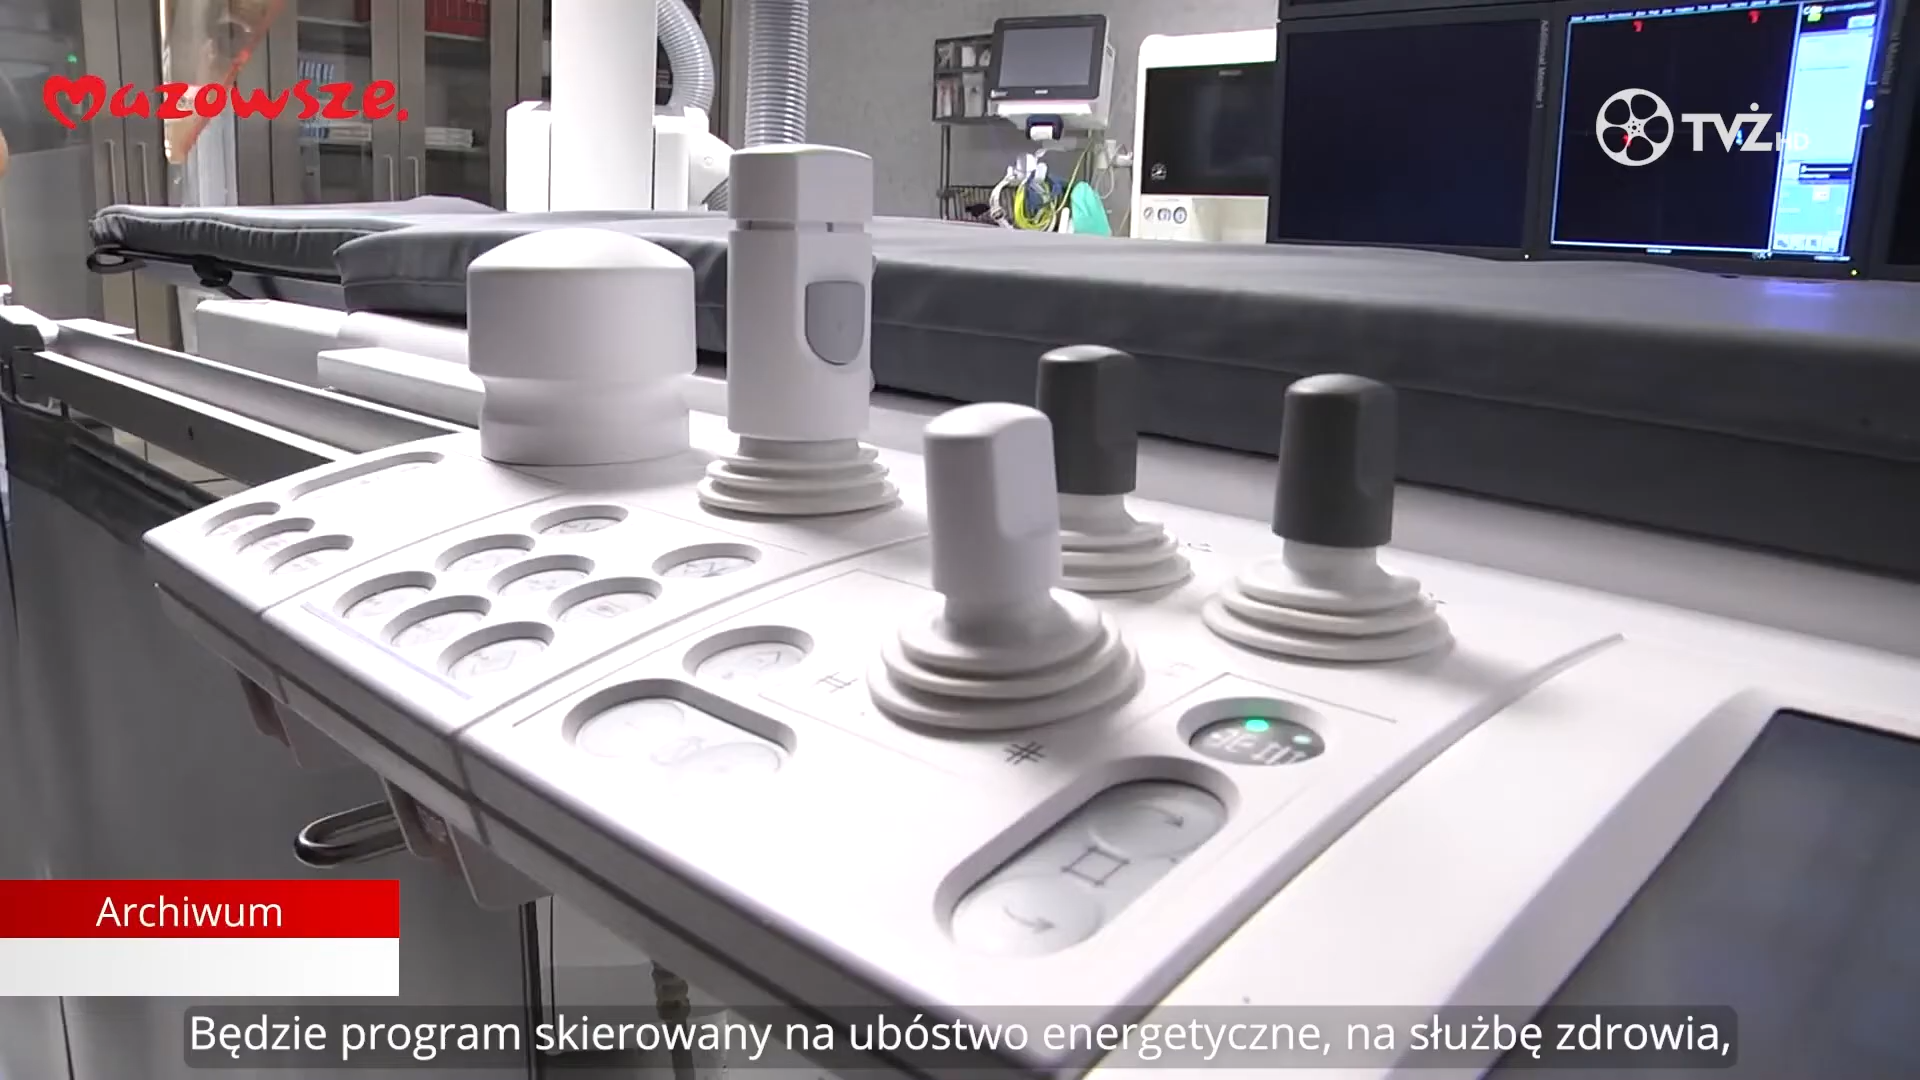 Mazowsze.
TVŻ HD
Archiwum
Będzie program skierowany na ubóstwo energetyczne, na służbę zdrowia,